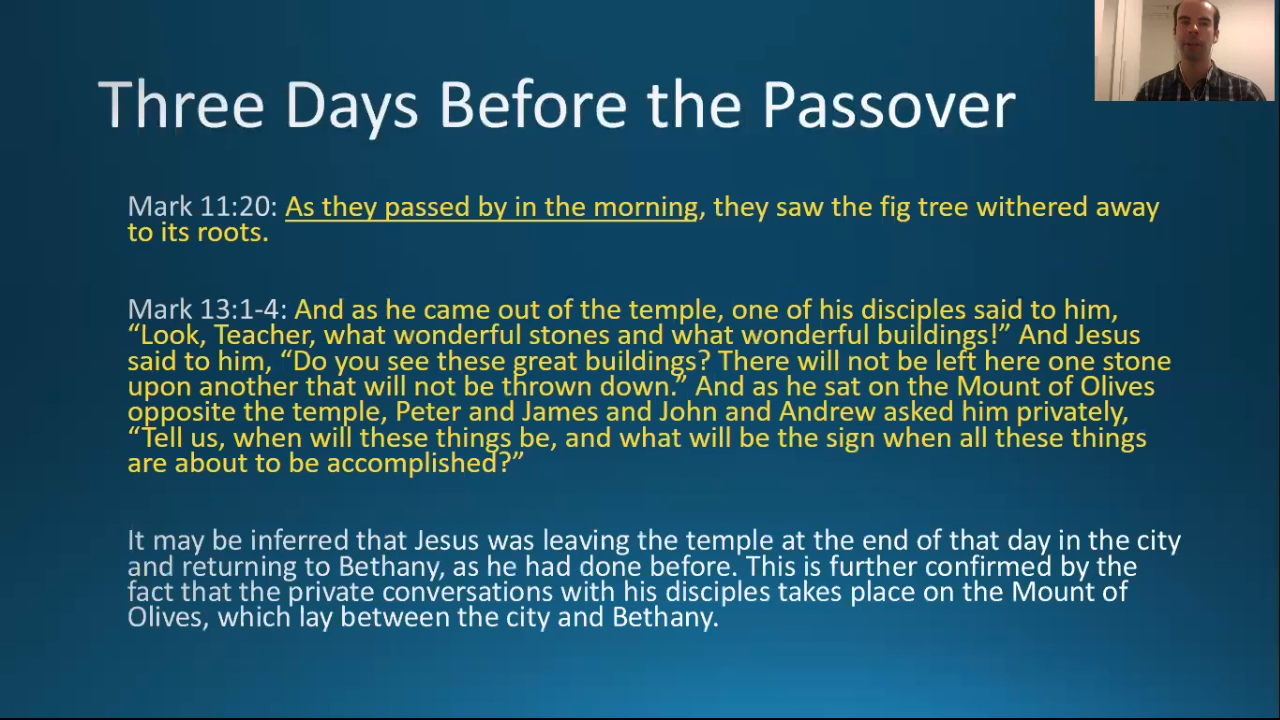 Three Days Before the Passover
Mark 11:20: As they passed by in the morning, they saw the fig tree withered away
to its roots.
Mark 13:1-4: And as he came out of the temple, one of his disciples said to him,
“Look, Teacher, what wonderful stones and what wonderful buildings!” And Jesus
said to him, “Do you see these great buildings? There will not be left here one stone
upon another that will not be thrown down.” And as he sat on the Mount of Olives
opposite the temple, Peter and James and John and Andrew asked him privately,
“Tell us, when will these things be, and what will be the sign when all these things
are about to be accomplished?”
It may be inferred that Jesus was leaving the temple at the end of that day in the city
and returning to Bethany, as he had done before. This is further confirmed by the
fact that the private conversations with his disciples takes place on the Mount of
Olives, which lay between the city and Bethany.